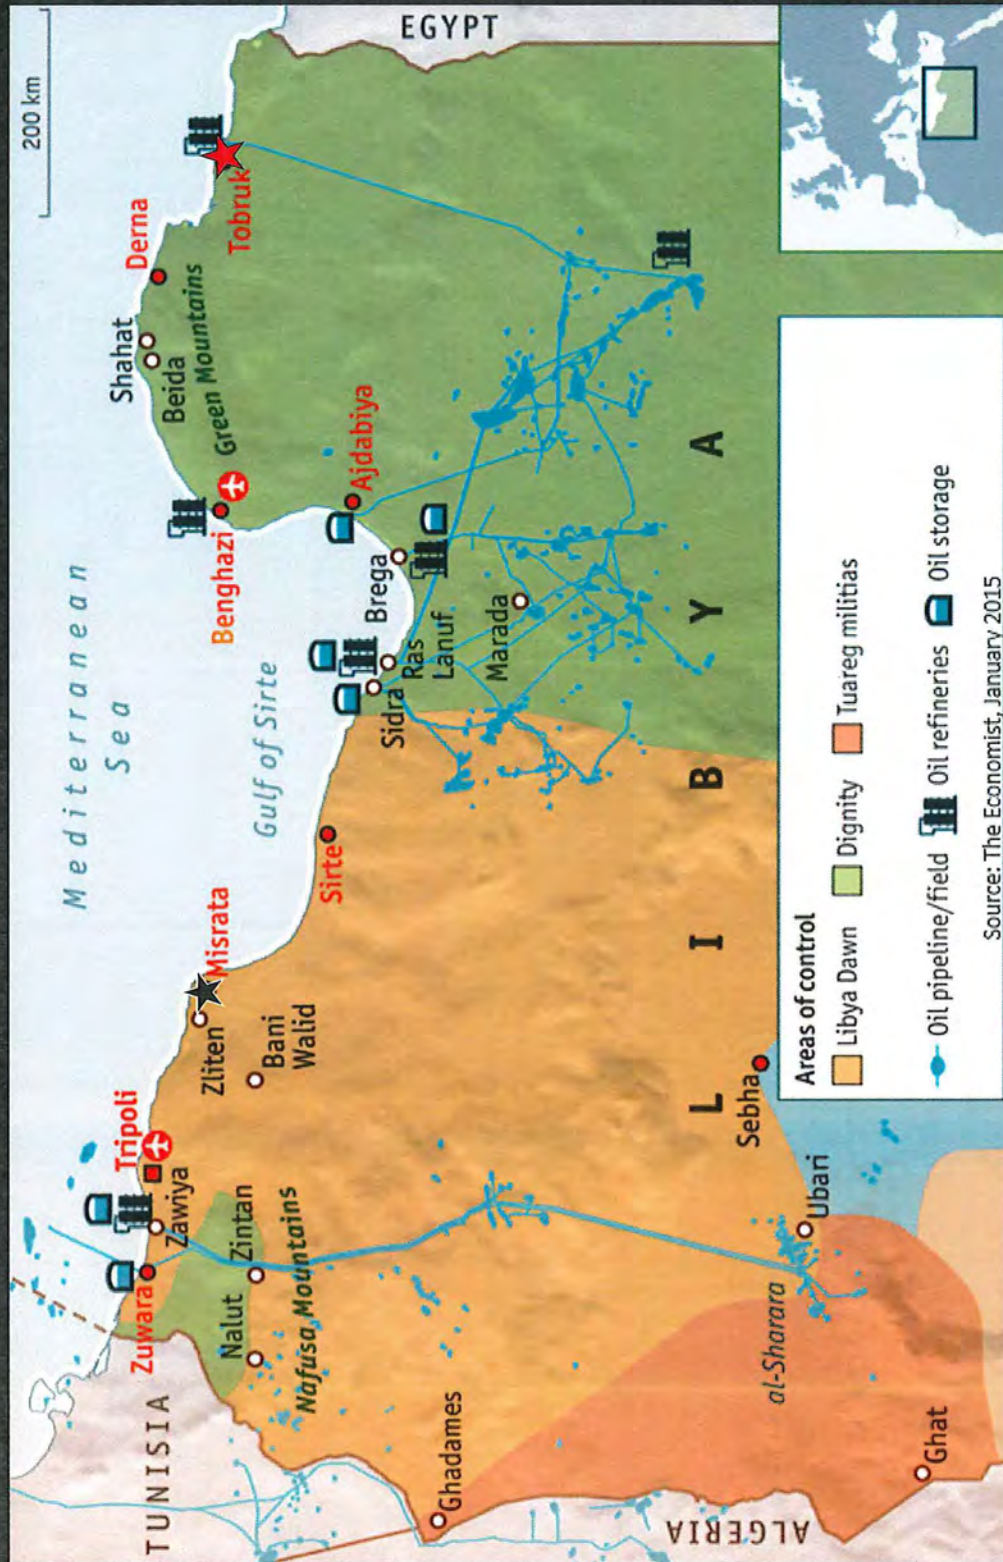 200 km
EGYPT
Mediterranean
Sea
Gulf of Sirte
TUNISIA
ALGERIA
LIBYA
Zuwara
Tripoli
Zawiya
Nalut
Zintan
Nafusa Mountains
Zliten
Misrata
Bani
Walid
Sirte
Sidra
Ras
Lanuf
Brega
Marada
Ajdabiya
Benghazi
Green Mountains
Shahat
Beida
Derna
Tobruk
Ghadames
al-Sharara
Ubari
Sebha
Ghat
Areas of control
Libya Dawn
Dignity
Tuareg militias
Oil pipeline/field
Oil refineries
Oil storage
Source: The Economist, January 2015